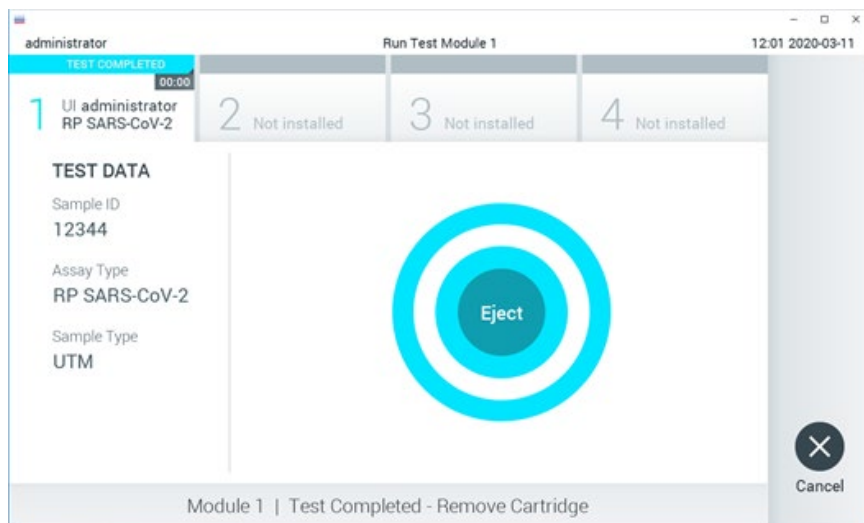 administrator
Run Test Module 1
12:01 2020-03-11
TEST COMPLETED
00:00
1
UI administrator
RP SARS-CoV-2
2 Not installed
3 Not installed
4 Not installed
TEST DATA
Sample ID
12344
Assay Type
RP SARS-CoV-2
Sample Type
UTM
Eject
Cancel
Module 1 | Test Completed - Remove Cartridge